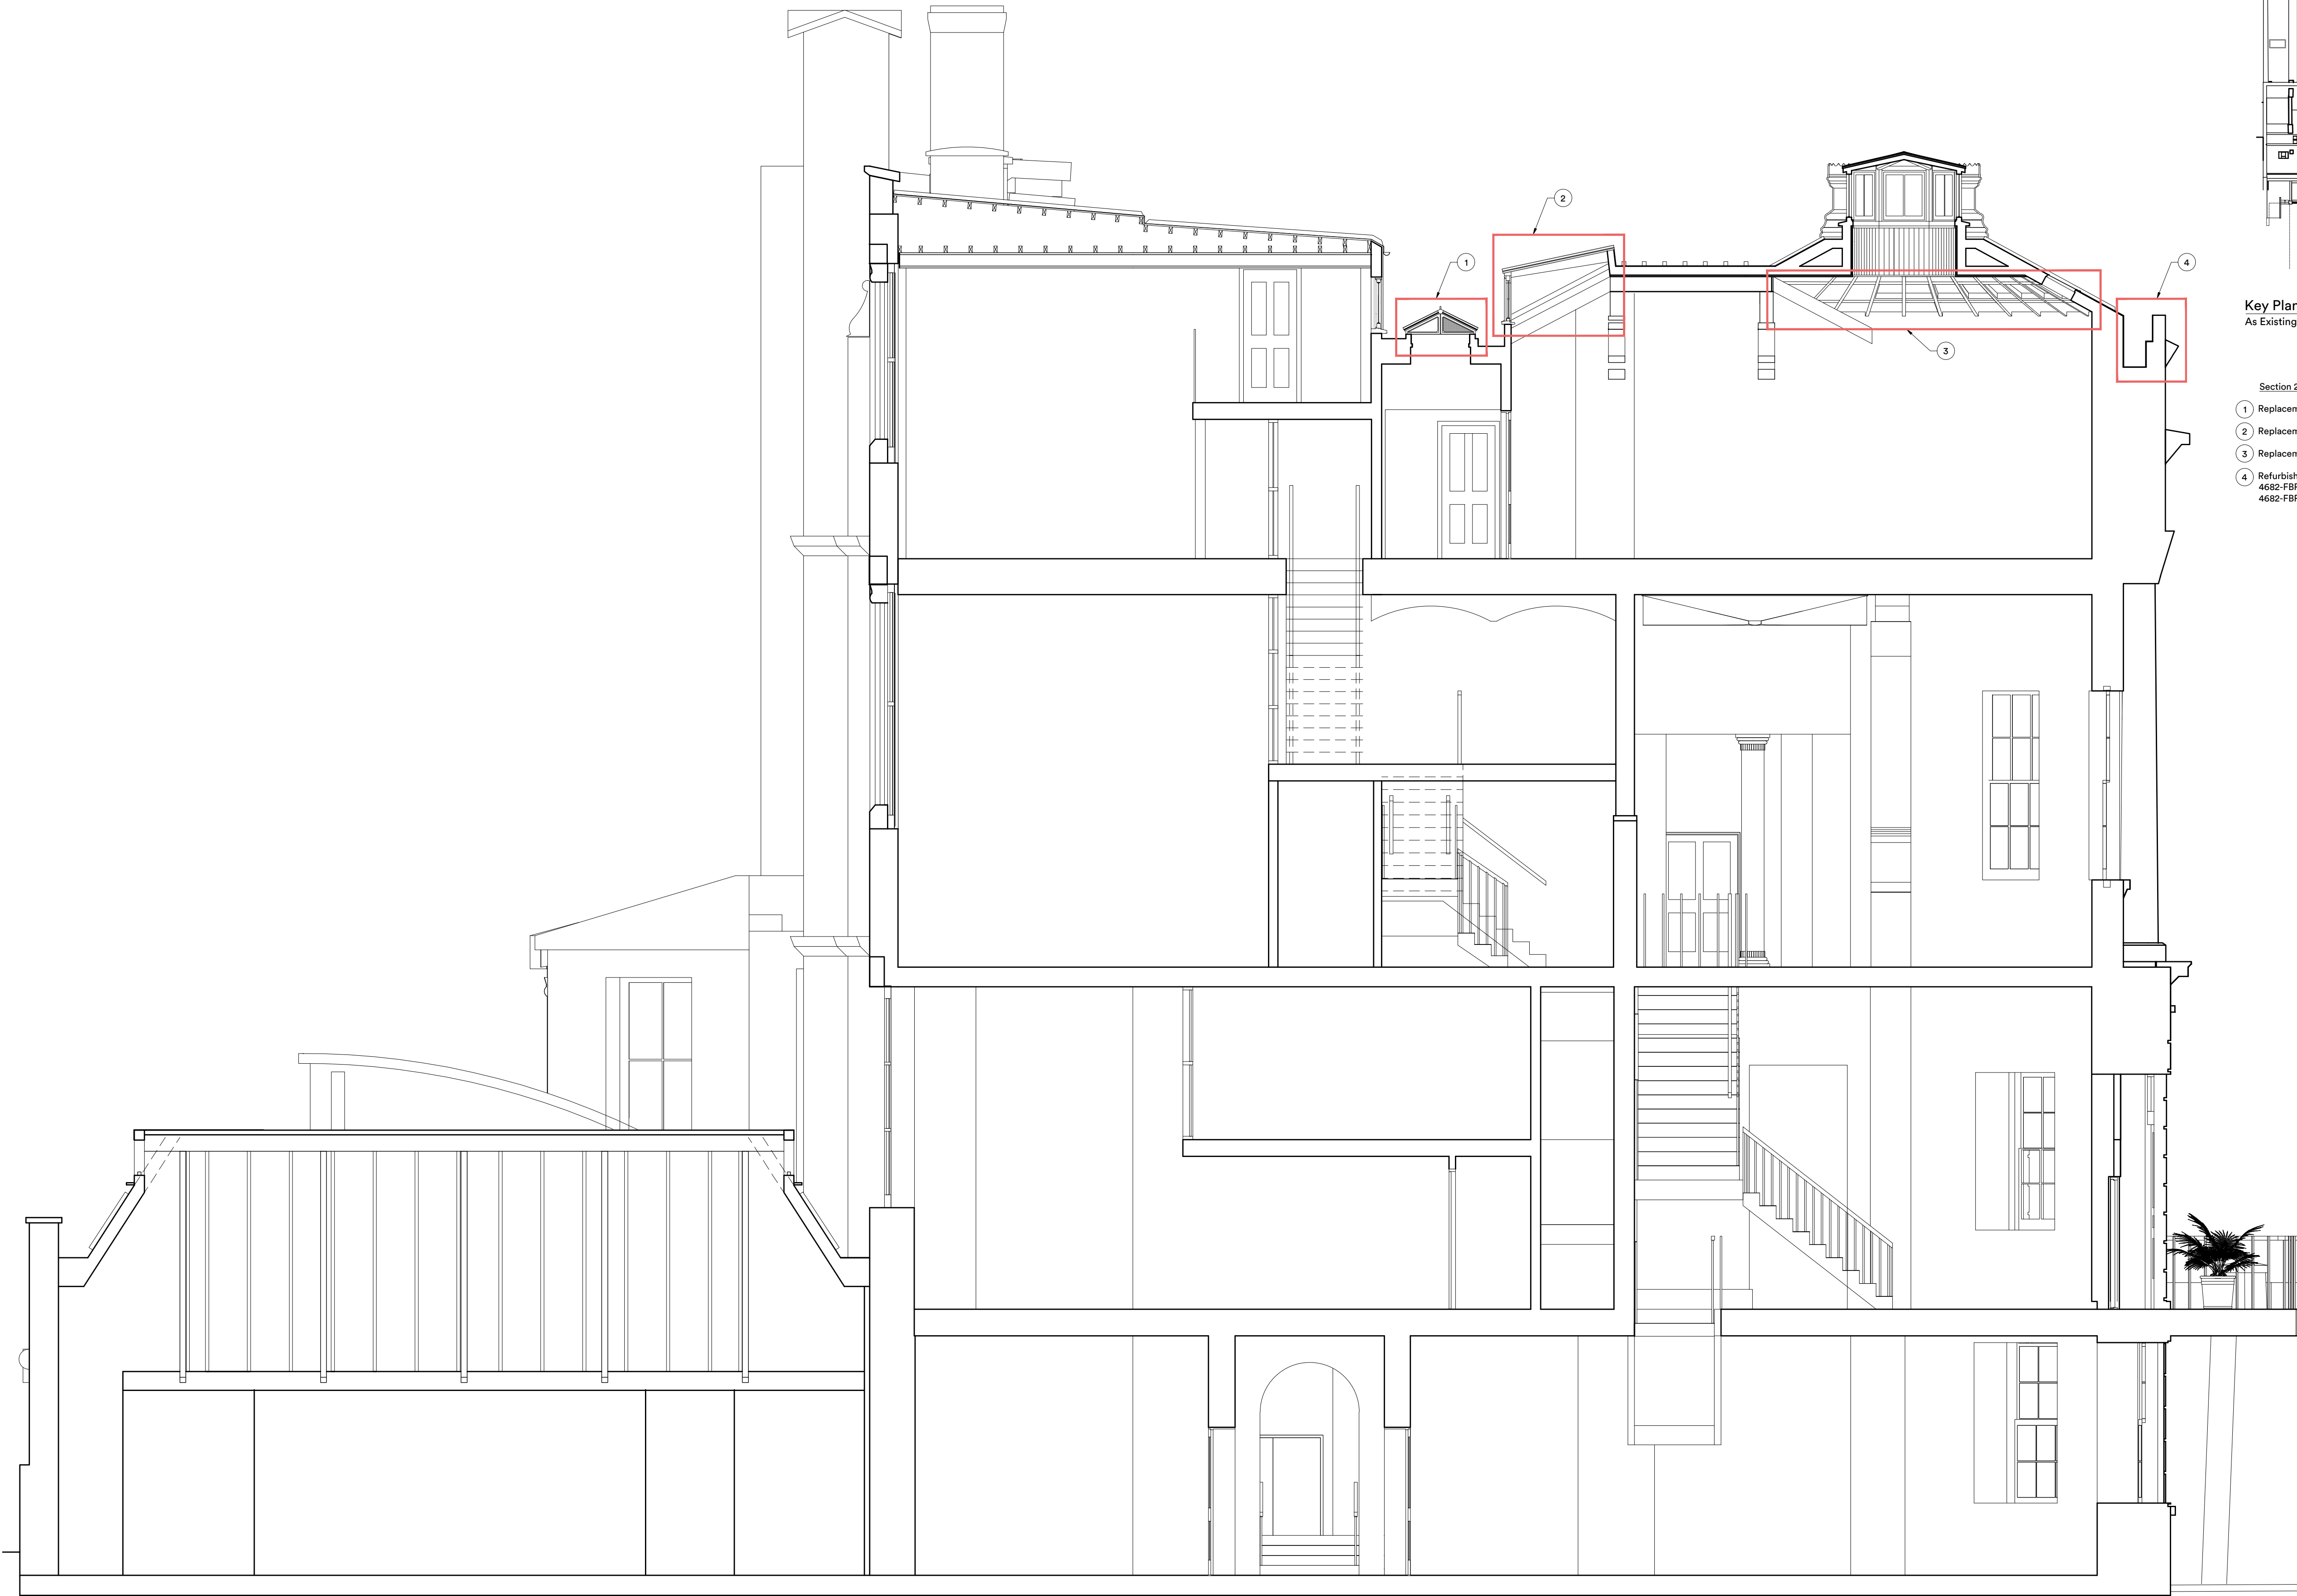 2
1
4
3
Key Plan
As Existing
Section 2
1 Replacem
2 Replacem
3 Replacem
4 Refurbish
4682-FBF
4682-FBF